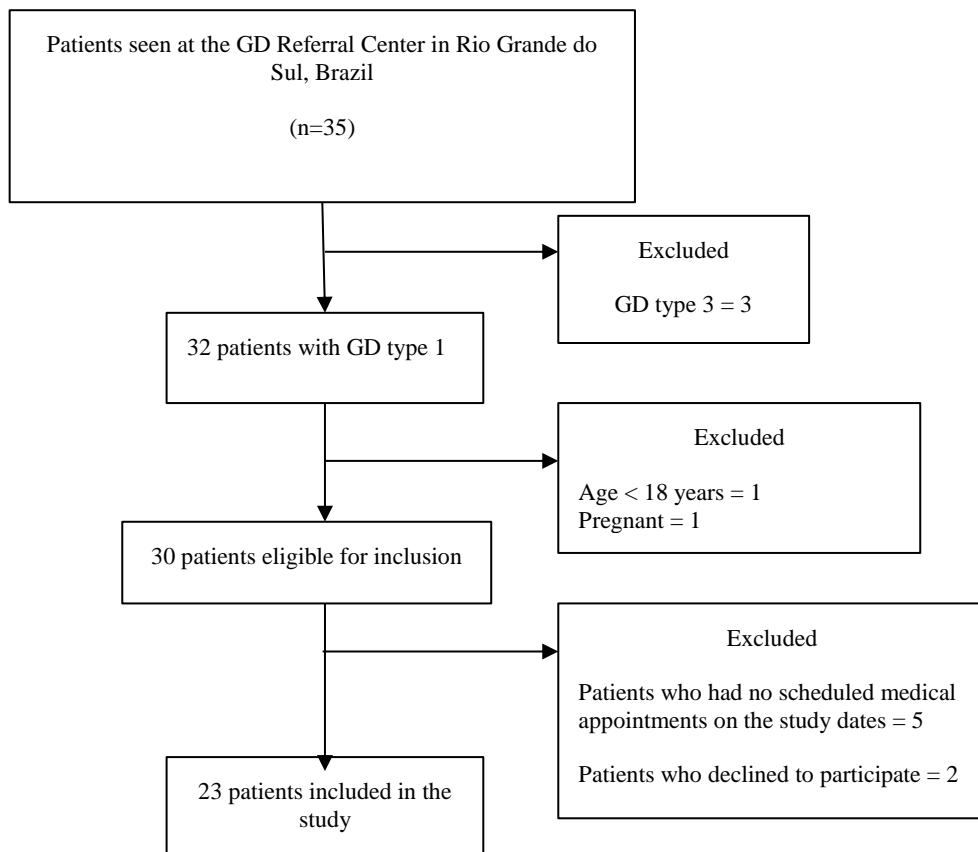 Patients seen at the GD Referral Center in Rio Grande do
Sul, Brazil
(n=35)
Excluded
GD type 3 = 3
32 patients with GD type 1
Excluded
Age < 18 years = 1
Pregnant = 1
30 patients eligible for inclusion
Excluded
Patients who had no scheduled medical
appointments on the study dates = 5
Patients who declined to participate = 2
23 patients included in the
study